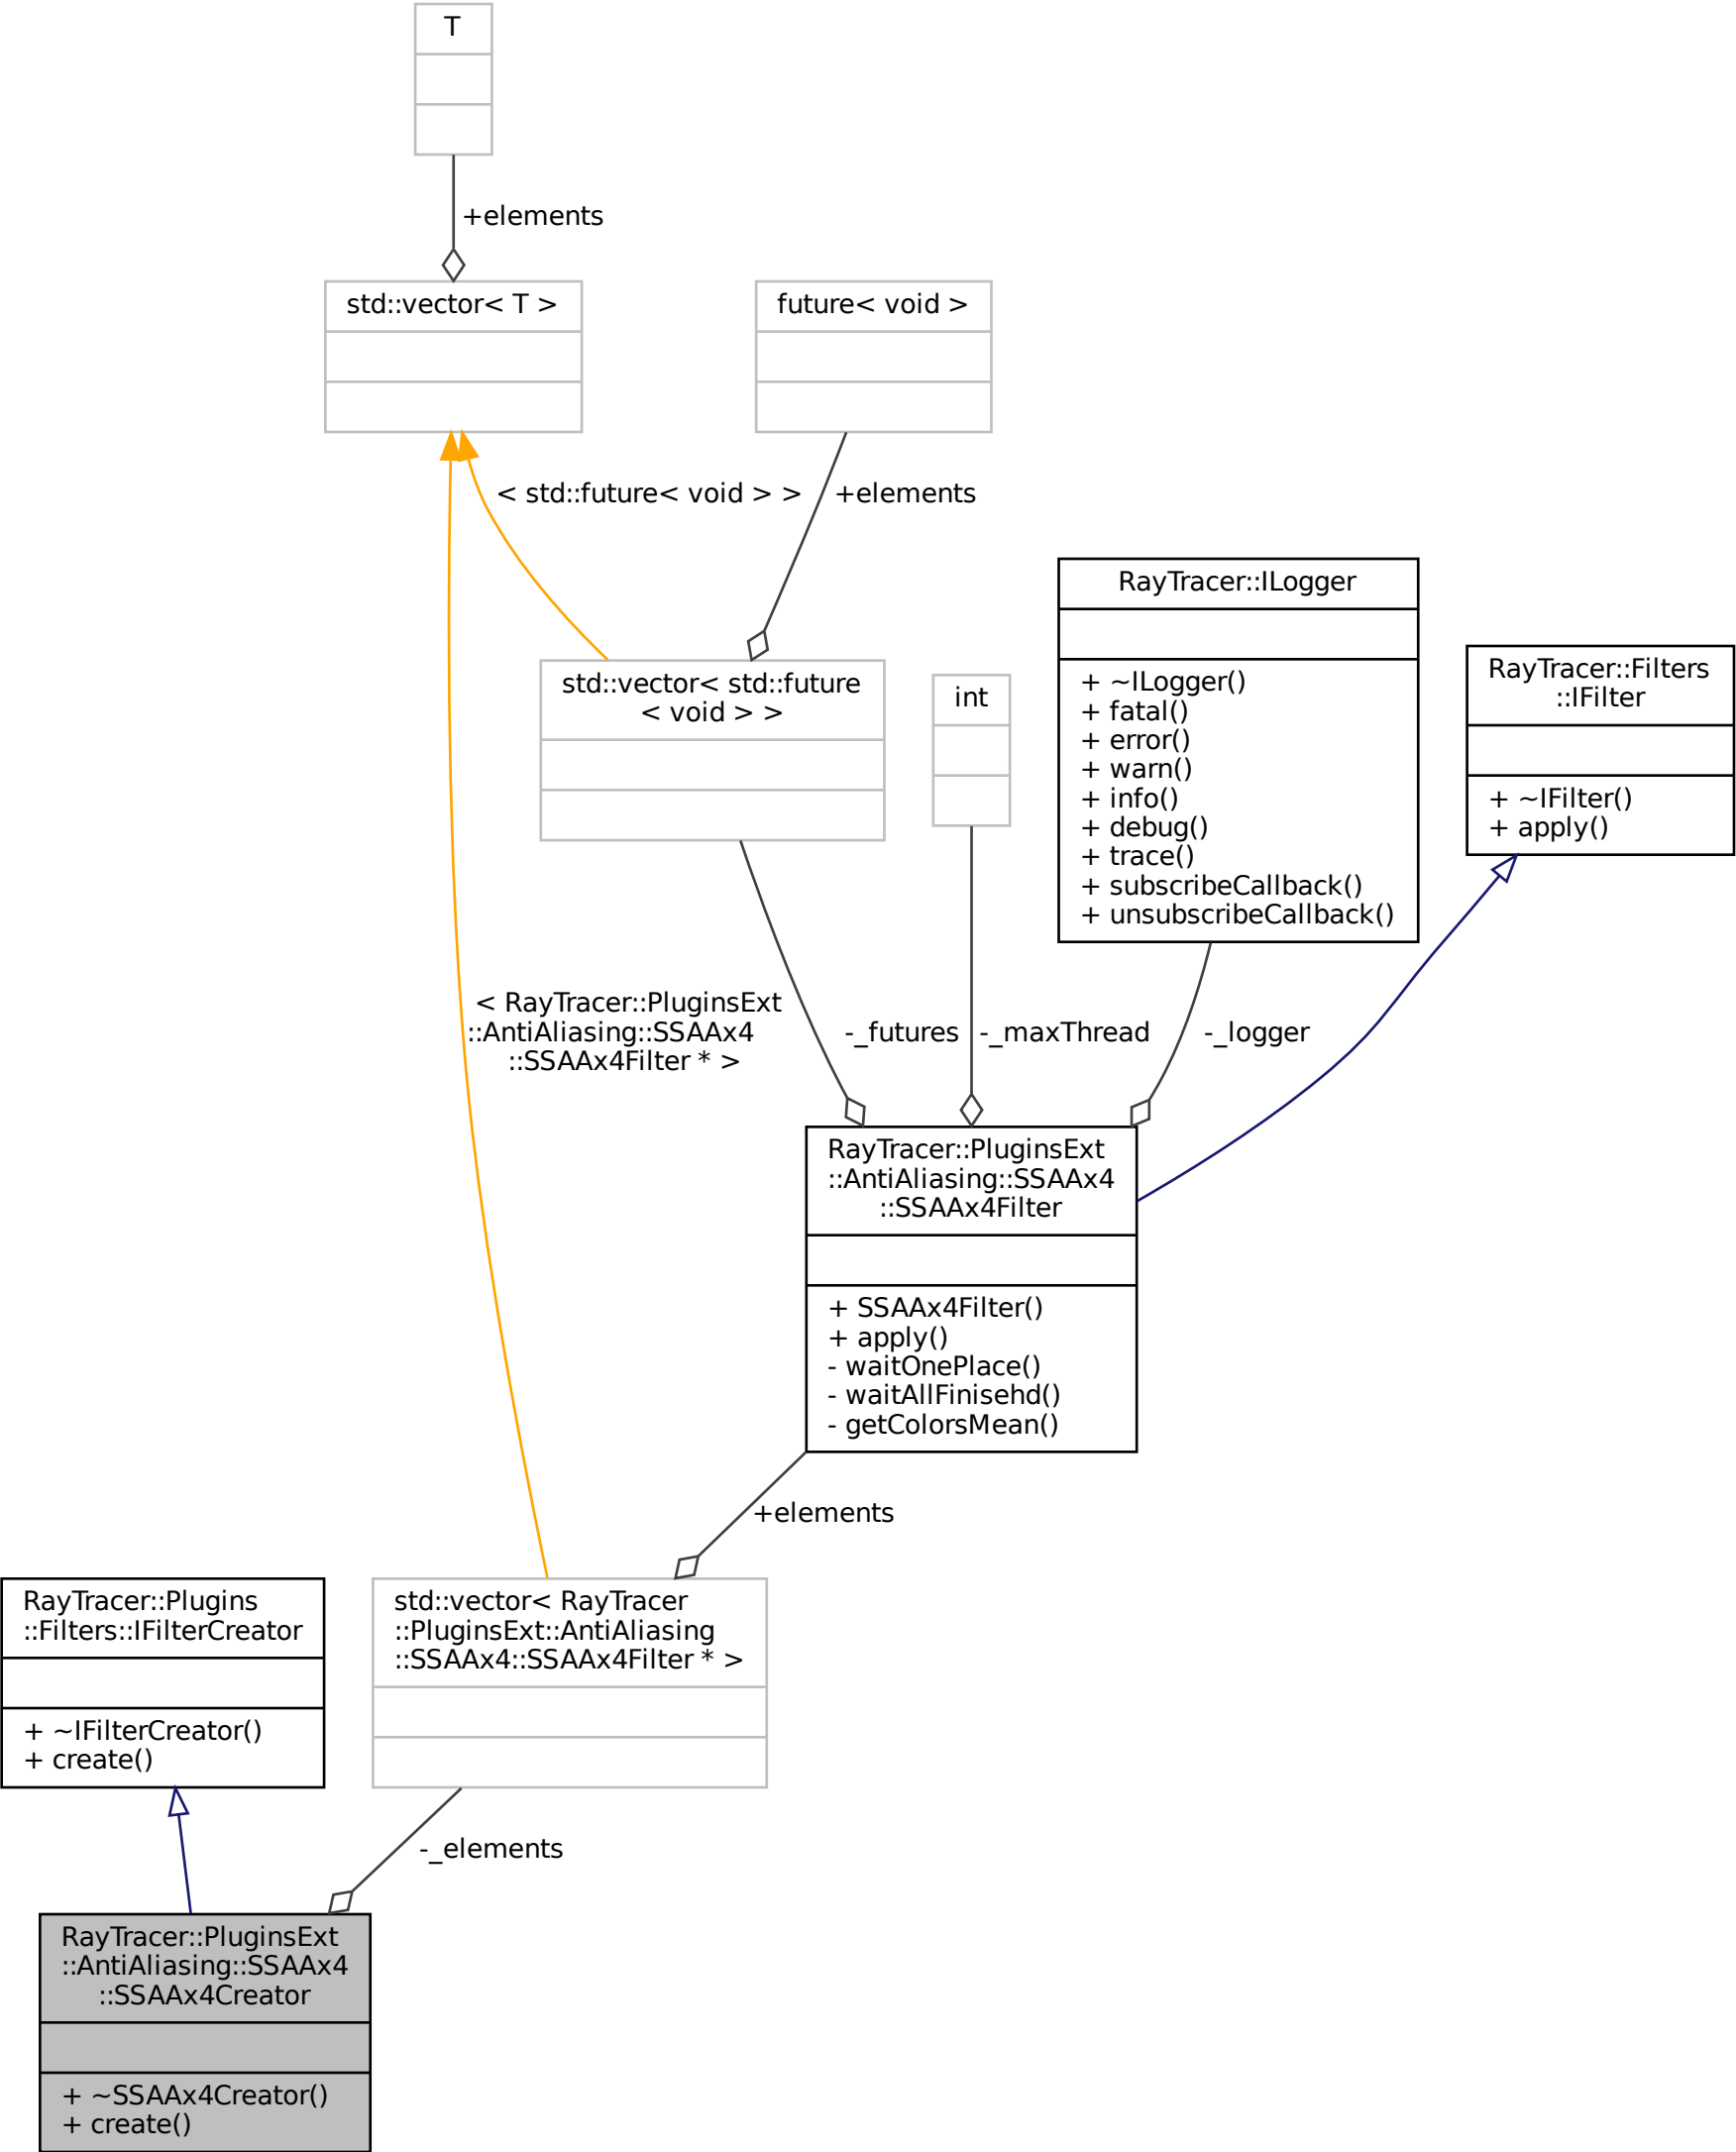 T
+elements
std::vector< T >
future< void >
< std::future< void > >
+elements
RayTracer::ILogger
+ ~ILogger()
+ fatal()
+ error()
+ warn()
+ info()
+ debug()
+ trace()
+ subscribeCallback()
+ unsubscribeCallback()
RayTracer::Filters
::IFilter
+ ~IFilter()
+ apply()
std::vector< std::future
< void > >
int
< RayTracer::PluginsExt
::AntiAliasing::SSAAx4
::SSAAx4Filter * >
-_futures
-_maxThread
-_logger
RayTracer::PluginsExt
::AntiAliasing::SSAAx4
::SSAAx4Filter
+ SSAAx4Filter()
+ apply()
- waitOnePlace()
- waitAllFinisehd()
- getColorsMean()
+elements
RayTracer::Plugins
::Filters::IFilterCreator
+ ~IFilterCreator()
+ create()
std::vector< RayTracer
::PluginsExt::AntiAliasing
::SSAAx4::SSAAx4Filter * >
-_elements
RayTracer::PluginsExt
::AntiAliasing::SSAAx4
::SSAAx4Creator
+ ~SSAAx4Creator()
+ create()